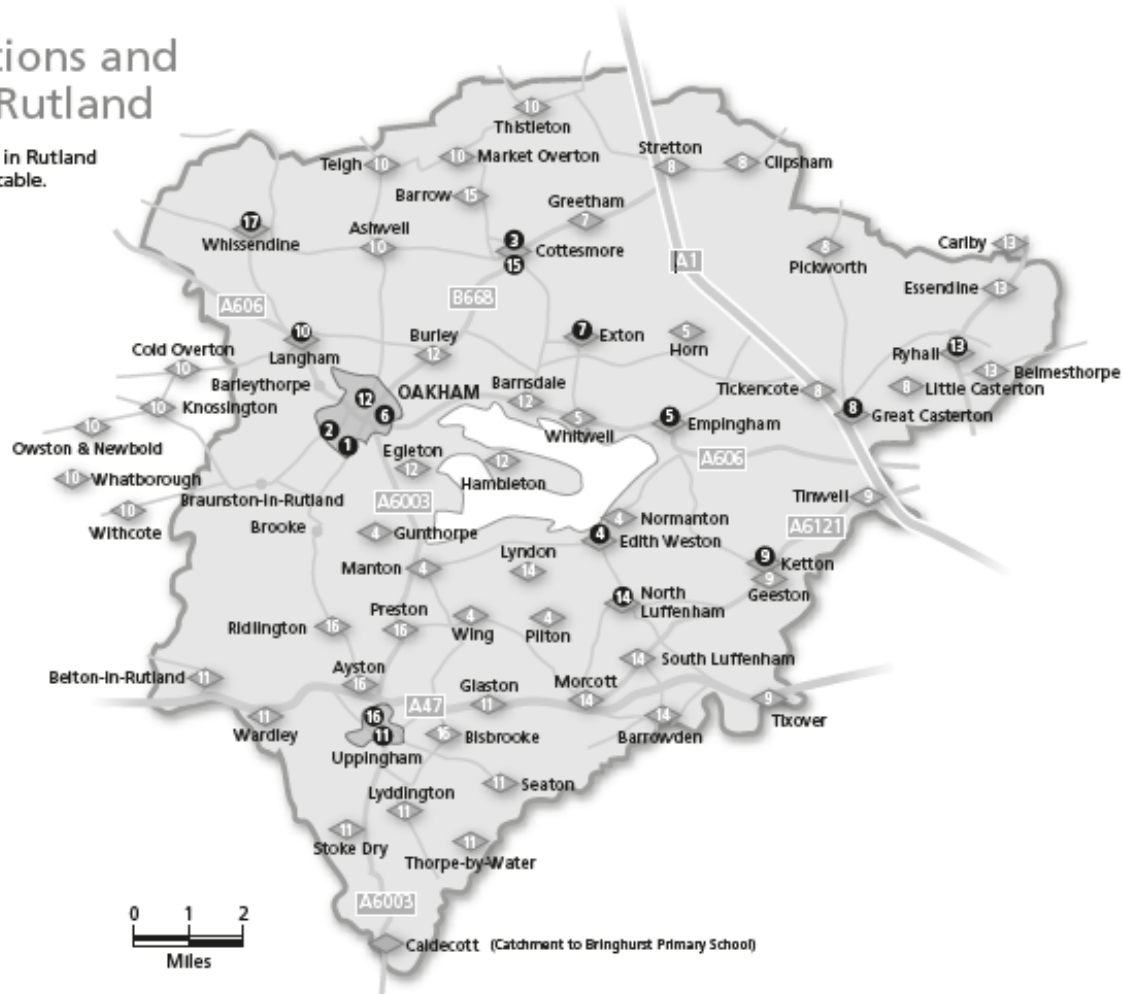 tions and
Rutland
in Rutland
table.
10
Thistleton
Teigh 10
10 Market Overton
Stretton
8
8 Clipsham
Barrow 15
Greetham
7
17
Whissendine
Ashwell
10
3
Cottesmore
15
A1
8
Pickworth
Carlby 13
Essendine 13
A606
B668
10
Langham
Burley
12
7 Exton
5
Horn
Ryhall 13
13
Belmesthorpe
Cold Overton
10
Barleythorpe
OAKHAM
Barnsdale
12
Tickencote 8
8 Little Casterton
10 Knossington
12
6
2
1
5
Whitwell
5
Empingham
8
Great Casterton
10
Owston & Newbold
Egleton
12
12
Hambleton
A606
10 Whatborough
Braunston-in-Rutland
A6003
Tinwell 9
10
Withcote
Brooke
4 Gunthorpe
4 Normanton
4
Edith Weston
A6121
Manton 4
Lyndon
14
9
Ketton
9
Geeston
14
North
Luffenham
Ridlington 16
Preston
16
4
Wing
4
Pilton
14 South Luffenham
Belton-in-Rutland 11
Ayston
16
Glaston
11
Morcott
14
9
Tixover
11
Wardley
A47
16
11
Uppingham
16 Bisbrooke
14
Barrowden
11 Seaton
Lyddington
11
11
Stoke Dry
11
Thorpe-by-Water
A6003
0 1 2
Miles
Caldecott (Catchment to Bringhurst Primary School)